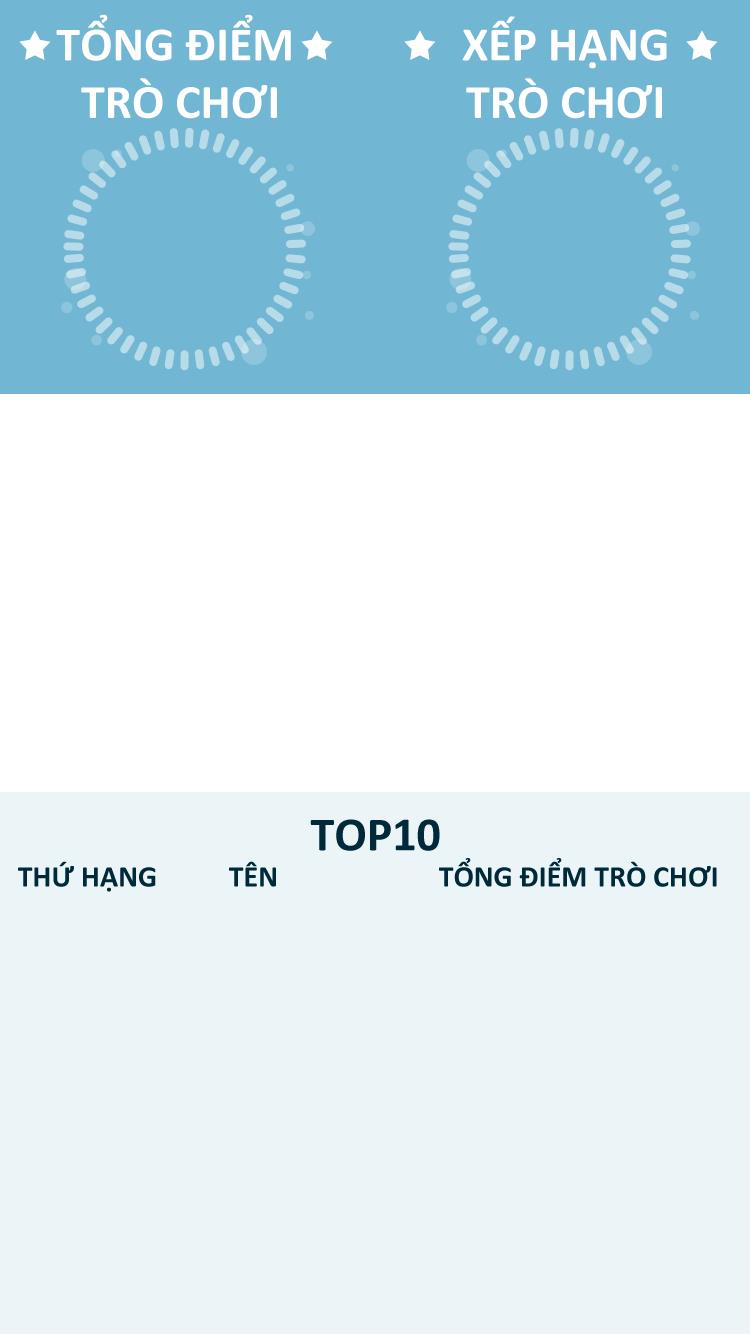 TỔNG ĐIỂM
TRÒ CHƠI
XẾP HẠNG
TRÒ CHƠI
TOP10
THỨ HẠNG TÊN TỔNG ĐIỂM TRÒ CHƠI